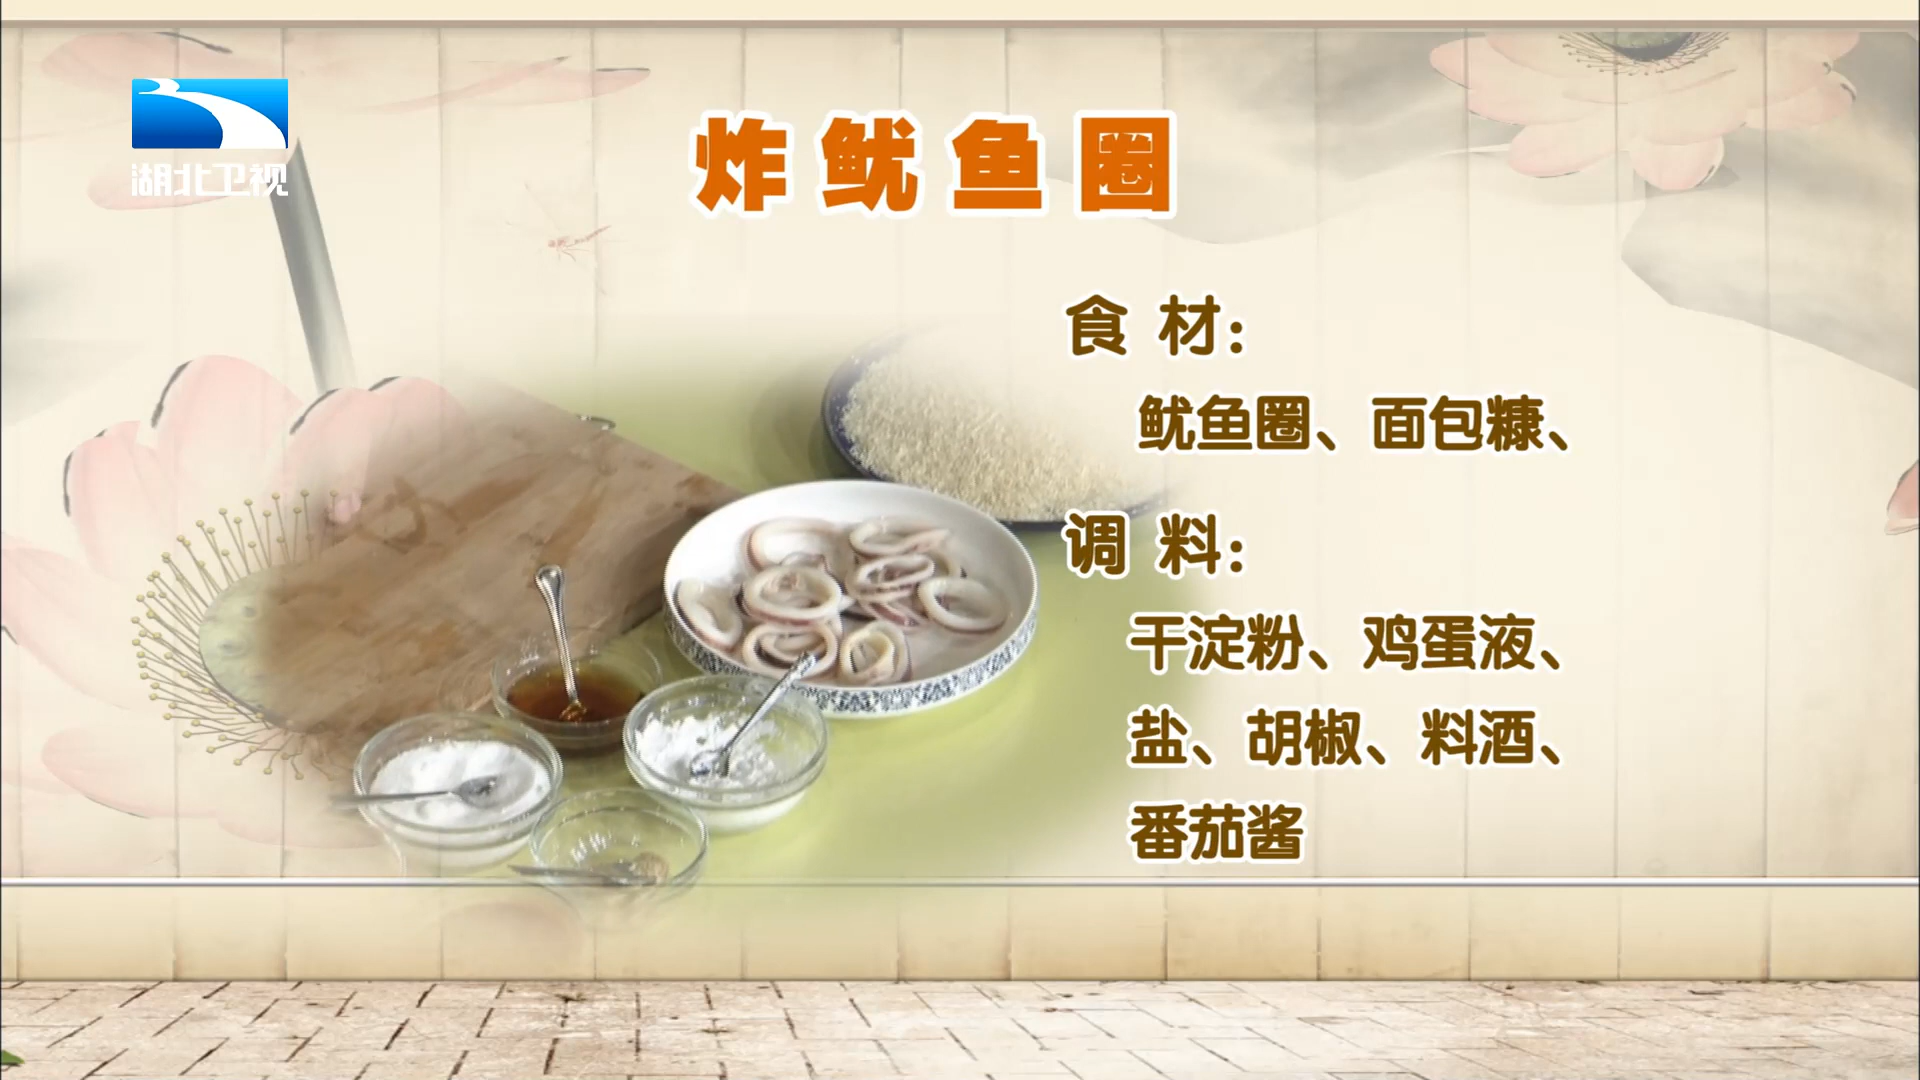 湖北卫视
炸鱿鱼圈
食材：
鱿鱼圈、面包糠、
调料：
干淀粉、鸡蛋液、
盐、胡椒、料酒、
番茄酱